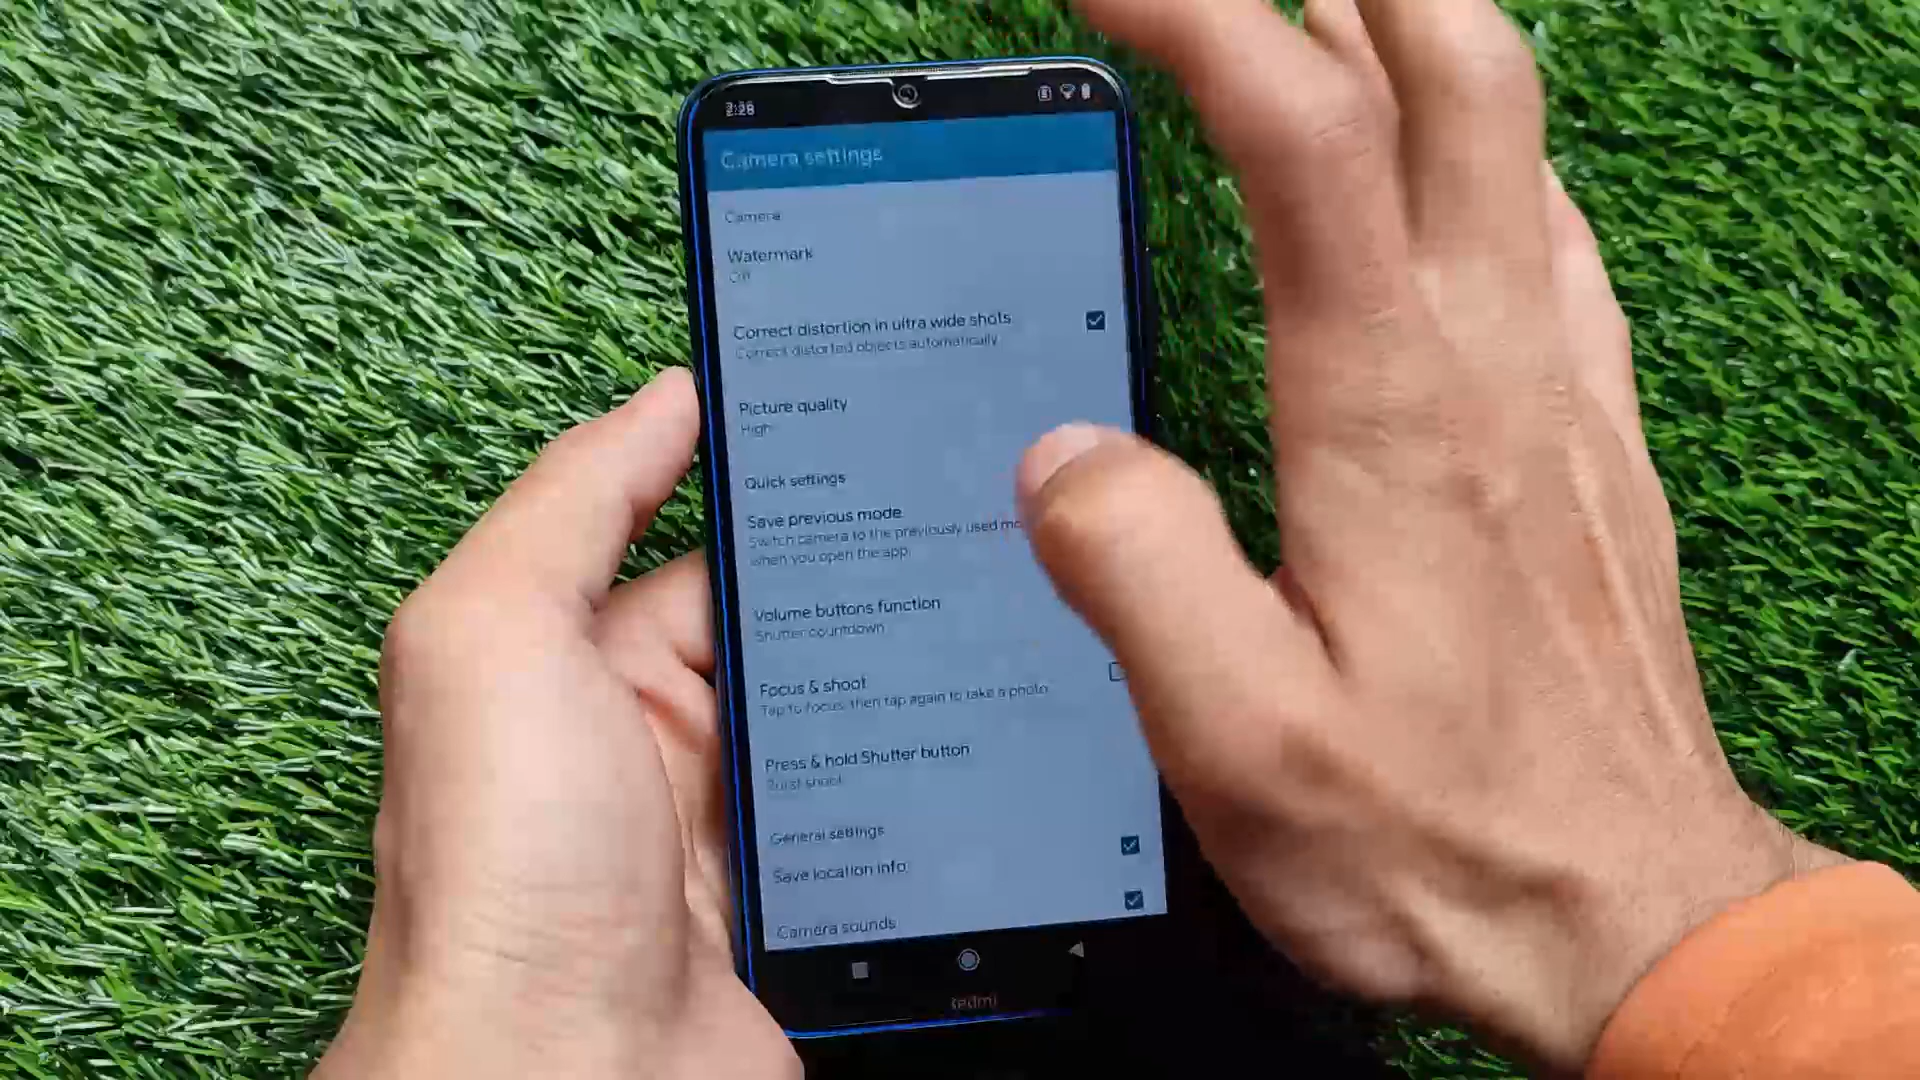 Camera settings
Camera
Watermark
Off
Correct distortion in ultra wide shots
Correct distorted objects automatically
Picture quality
High
Quick settings
Save previous mode
Switch camera to the previously used mo
when you open the app
Volume buttons function
Shutter countdown
Focus & shoot
Tap to focus, then tap again to take a photo
Press & hold Shutter button
Burst shoot
General settings
Save location info
Camera sounds
Redmi